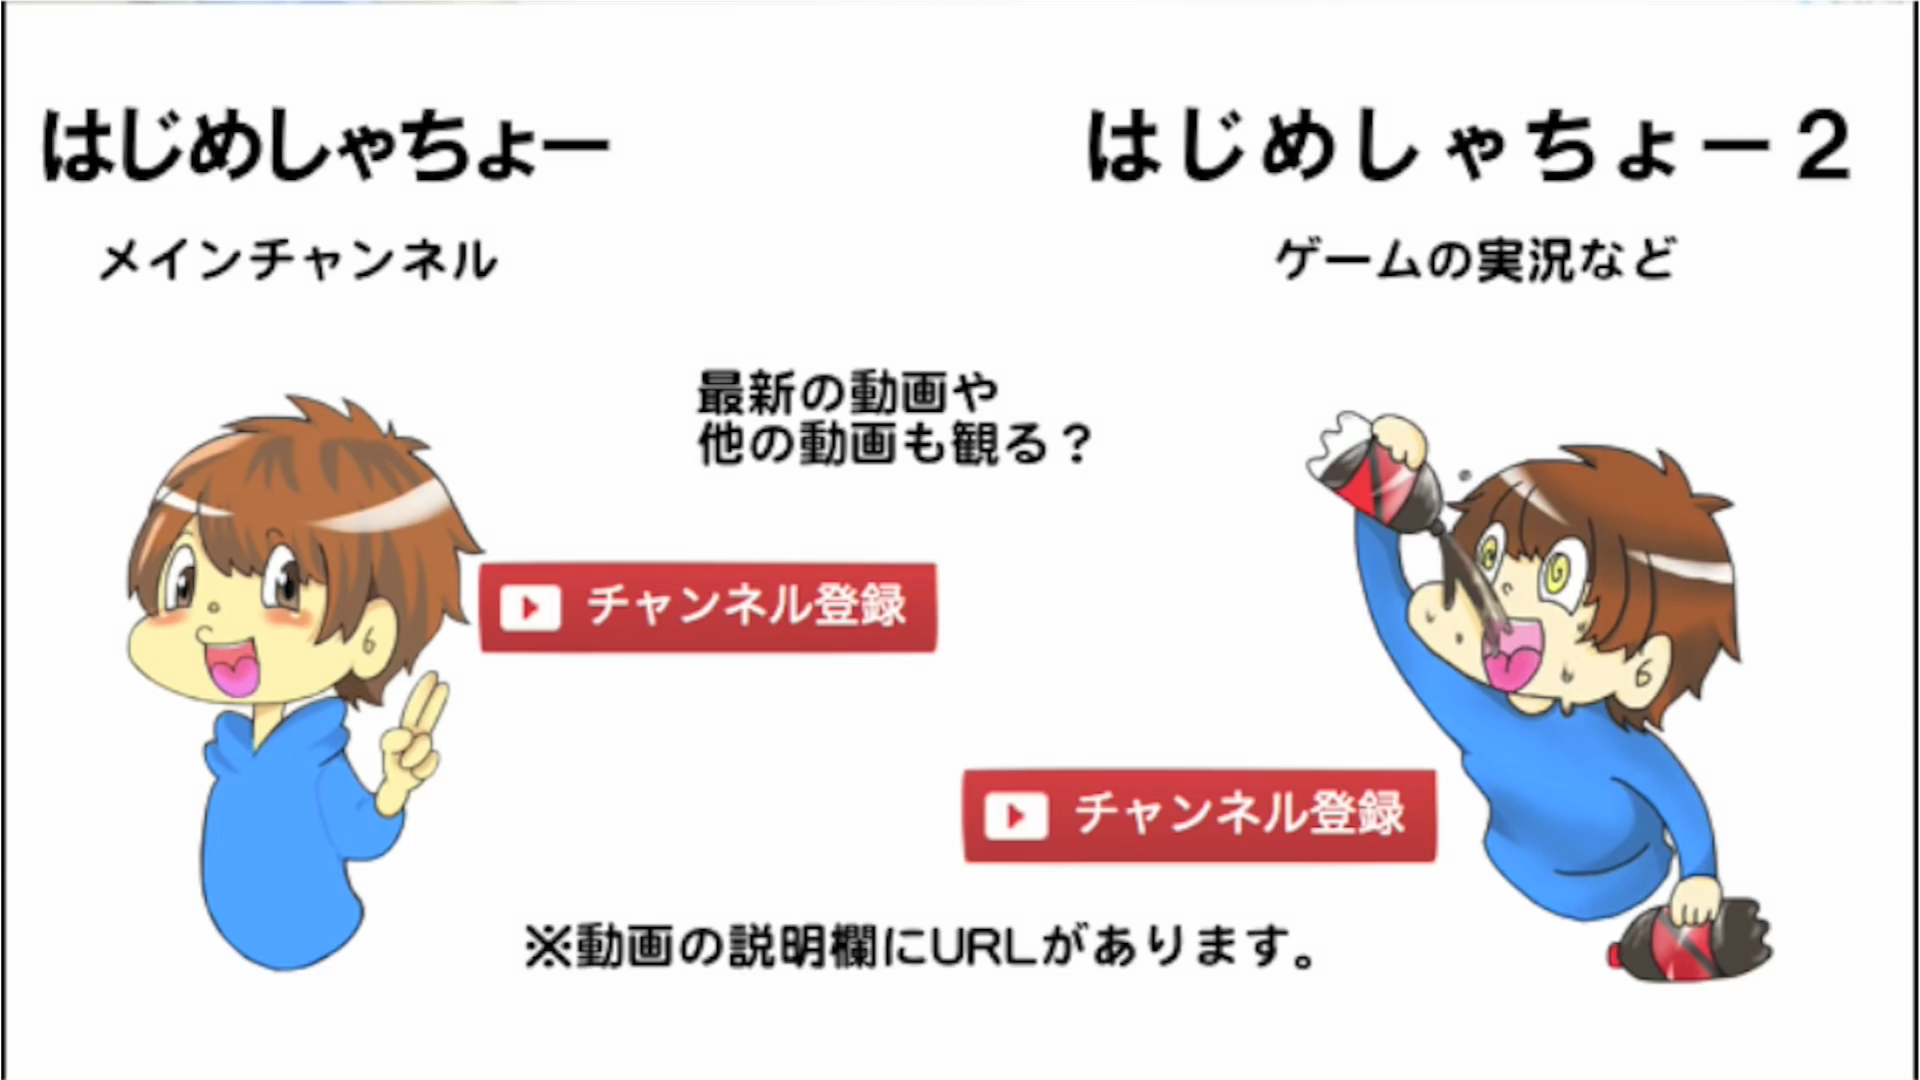 はじめしゃちょー
はじめしゃちょー２
メインチャンネル
ゲームの実況など
最新の動画や
他の動画も観る？
チャンネル登録
チャンネル登録
※動画の説明欄にURLがあります。